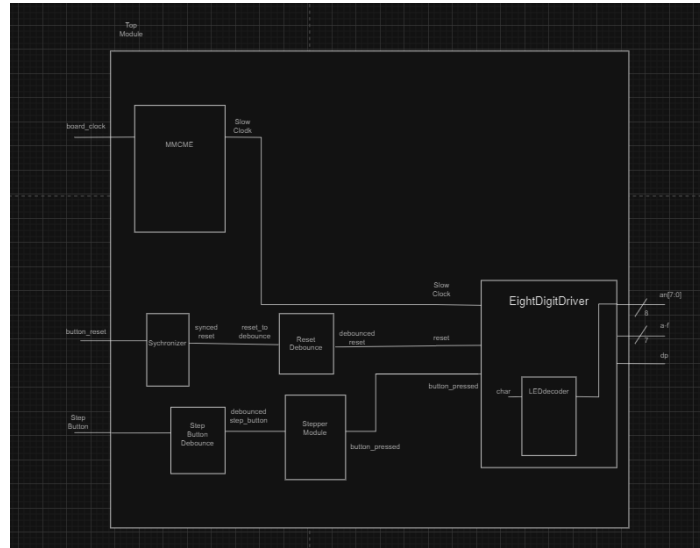 Top
Module
board_clock
MMCME
Slow
Clodk
Slow
Clock
EightDigitDriver
an[7:0]
8
a-f
7
dp
button_reset
Sychronizer
synced
reset
reset_to
debounce
Reset
Debounce
debounced
reset
reset
button_pressed
char
LEDdecoder
Step
Button
Step
Button
Debounce
debounced
step_button
Stepper
Module
button_pressed